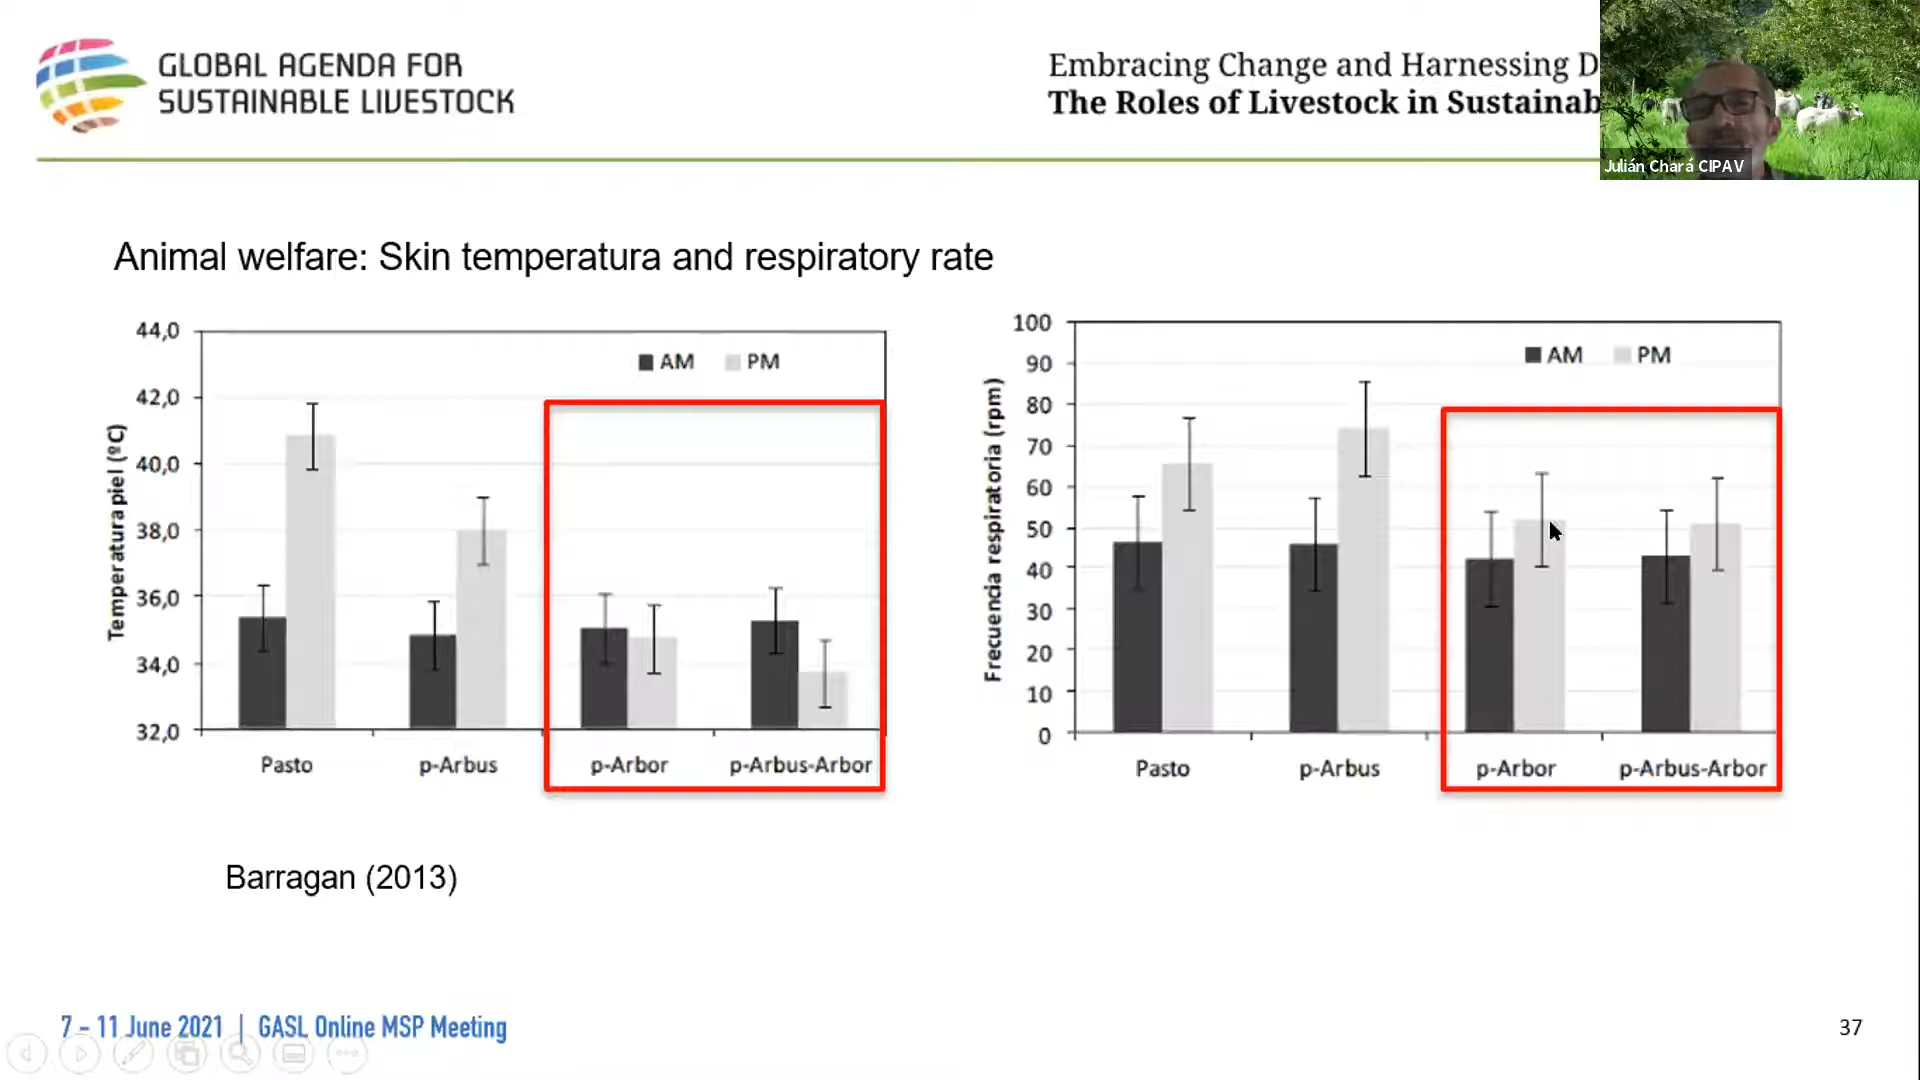 GLOBAL AGENDA FOR
SUSTAINABLE LIVESTOCK
Embracing Change and Harnessing D
The Roles of Livestock in Sustainab
Julián Chará CIPAV
Animal welfare: Skin temperatura and respiratory rate
Temperatura piel (ºC)
44,0
42,0
40,0
38,0
36,0
34,0
32,0
AM PM
Pasto p-Arbus p-Arbor p-Arbus-Arbor
Frecuencia respiratoria (rpm)
100
90
80
70
60
50
40
30
20
10
0
AM PM
Pasto p-Arbus p-Arbor p-Arbus-Arbor
Barragan (2013)
7 – 11 June 2021 | GASL Online MSP Meeting
37